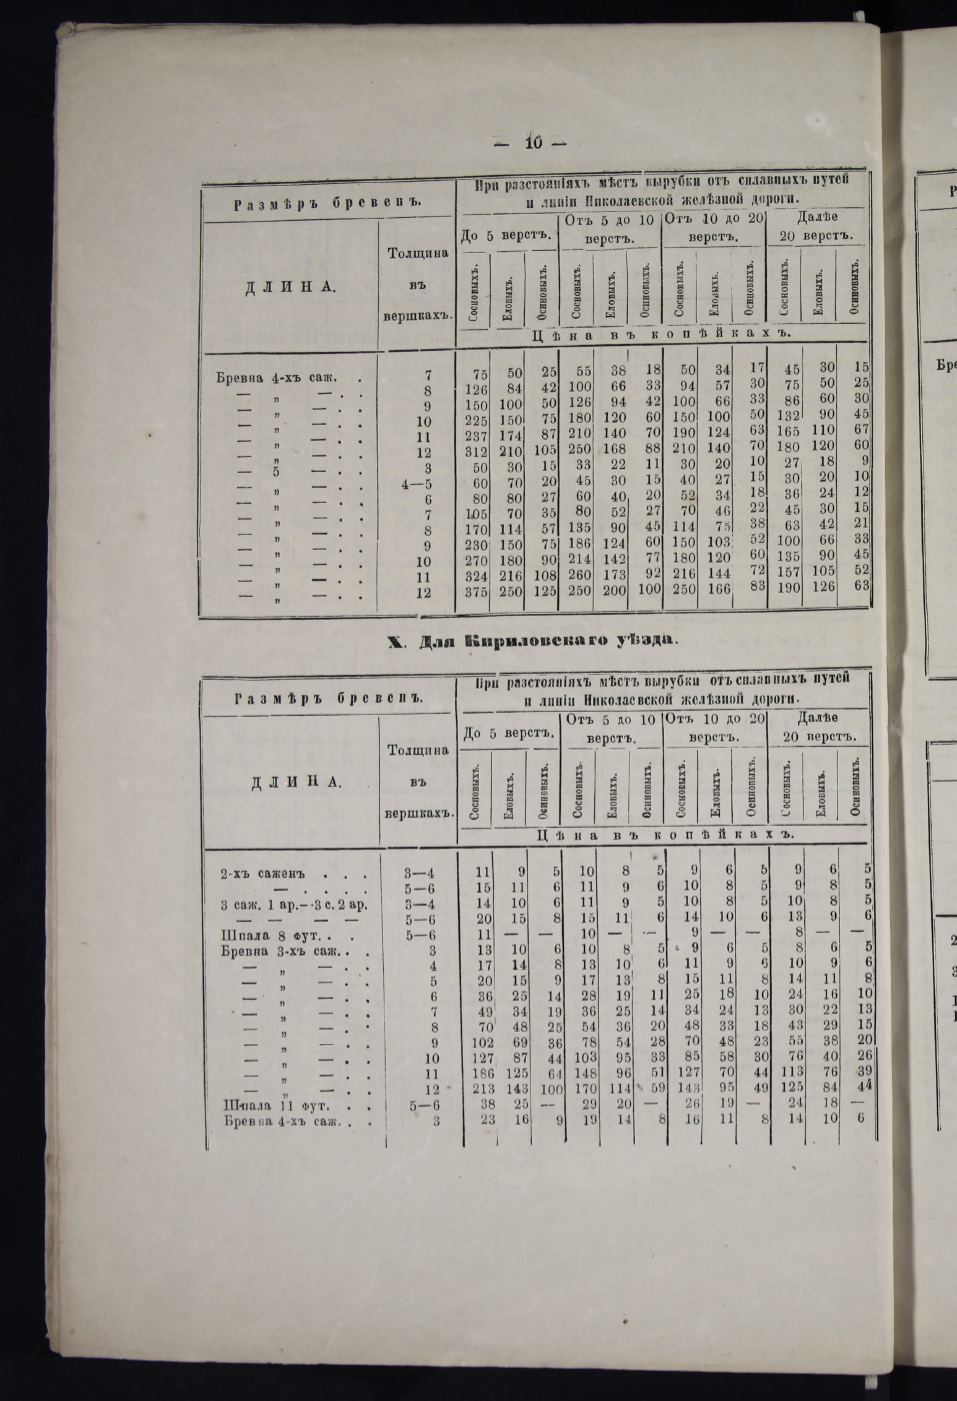 — 10 —
Размѣръ бревенъ.
При разстояніяхъ мѣстъ вырубки отъ сплавныхъ путей
и линіи Николаевской желѣзной дороги.
ДЛИНА.
Толщина
въ
вершкахъ.
До 5 верстъ.
Отъ 5 до 10
верстъ.
Отъ 10 до 20
верстъ.
Далѣе
20 верстъ.
Сосновыхъ. Еловыхъ. Осиновыхъ. Сосновыхъ. Еловыхъ. Осиновыхъ. Сосновыхъ. Еловыхъ. Осиновыхъ. Сосновыхъ. Еловыхъ. Осиновыхъ.
Цѣна въ копѣйкахъ.
Бревна 4-хъ саж. . 7 75 50 25 55 38 18 50 34 17 45 30 15
— „ — . . 8 126 84 42 100 66 33 94 57 30 75 50 25
— „ — . . 9 150 100 50 126 94 42 100 66 33 86 60 30
— „ — . . 10 225 150 75 180 120 60 150 100 50 132 90 45
— „ — . . 11 237 174 87 210 140 70 190 124 63 165 110 67
— „ — . . 12 312 210 105 250 168 88 210 140 70 180 120 60
— 5 — . . 3 50 30 15 33 22 11 30 20 10 27 18 9
— „ — . . 4—5 60 70 20 45 30 15 40 27 15 30 20 10
— „ — . . 6 80 80 27 60 40 20 52 34 18 36 24 12
— „ — . . 7 105 70 35 80 52 27 70 46 22 45 30 15
— „ — . . 8 170 114 57 135 90 45 114 75 38 63 42 21
— „ — . . 9 230 150 75 186 124 60 150 103 52 100 66 33
— „ — . . 10 270 180 90 214 142 77 180 120 60 135 90 45
— „ — . . 11 324 216 108 260 173 92 216 144 72 157 105 52
— „ — . . 12 375 250 125 250 200 100 250 166 83 190 126 63
X. Для Кириловскаго уѣзда.
Размѣръ бревенъ.
При разстояніяхъ мѣстъ вырубки отъ сплавныхъ путей
и линіи Николаевской желѣзной дороги.
ДЛИНА.
Толщина
въ
вершкахъ.
До 5 верстъ.
Отъ 5 до 10
верстъ.
Отъ 10 до 20
верстъ.
Далѣе
20 верстъ.
Сосновыхъ. Еловыхъ. Осиновыхъ. Сосновыхъ. Еловыхъ. Осиновыхъ. Сосновыхъ. Еловыхъ. Осиновыхъ. Сосновыхъ. Еловыхъ. Осиновыхъ.
Цѣна въ копѣйкахъ.
2-хъ саженъ . . . 3—4 11 9 5 10 8 5 9 6 5 9 6 5
— . . . . 5—6 15 11 6 11 9 6 10 8 5 9 8 5
3 саж. 1 ар.--3 с. 2 ар. 3—4 14 10 6 11 9 5 10 8 5 10 8 5
— — — — 5—6 20 15 8 15 11 6 14 10 6 13 9 6
Шпала 8 фут. . . 5—6 11 — — 10 — — 9 — — 8 — —
Бревна 3-хъ саж. . . 3 13 10 6 10 8 5 9 6 5 8 6 5
— „ — . . 4 17 14 8 13 10 6 11 9 6 10 9 6
— „ — . . 5 20 15 9 17 13 8 15 11 8 14 11 8
— „ — . . 6 36 25 14 28 19 11 25 18 10 24 16 10
— „ — . . 7 49 34 19 36 25 14 34 24 13 30 22 13
— „ — . . 8 70 48 25 54 36 20 48 33 18 43 29 15
— „ — . . 9 102 69 36 78 54 28 70 48 23 55 38 20
— „ — . . 10 127 87 44 103 95 33 85 58 30 76 40 26
— „ — . . 11 186 125 64 148 96 51 127 70 44 113 76 39
— „ — . . 12 213 143 100 170 114 59 143 95 49 125 84 44
Шпала 11 фут. . . 5—6 38 25 — 29 20 — 26 19 — 24 18 —
Бревна 4-хъ саж. . . 3 23 16 9 19 14 8 16 11 8 14 10 6